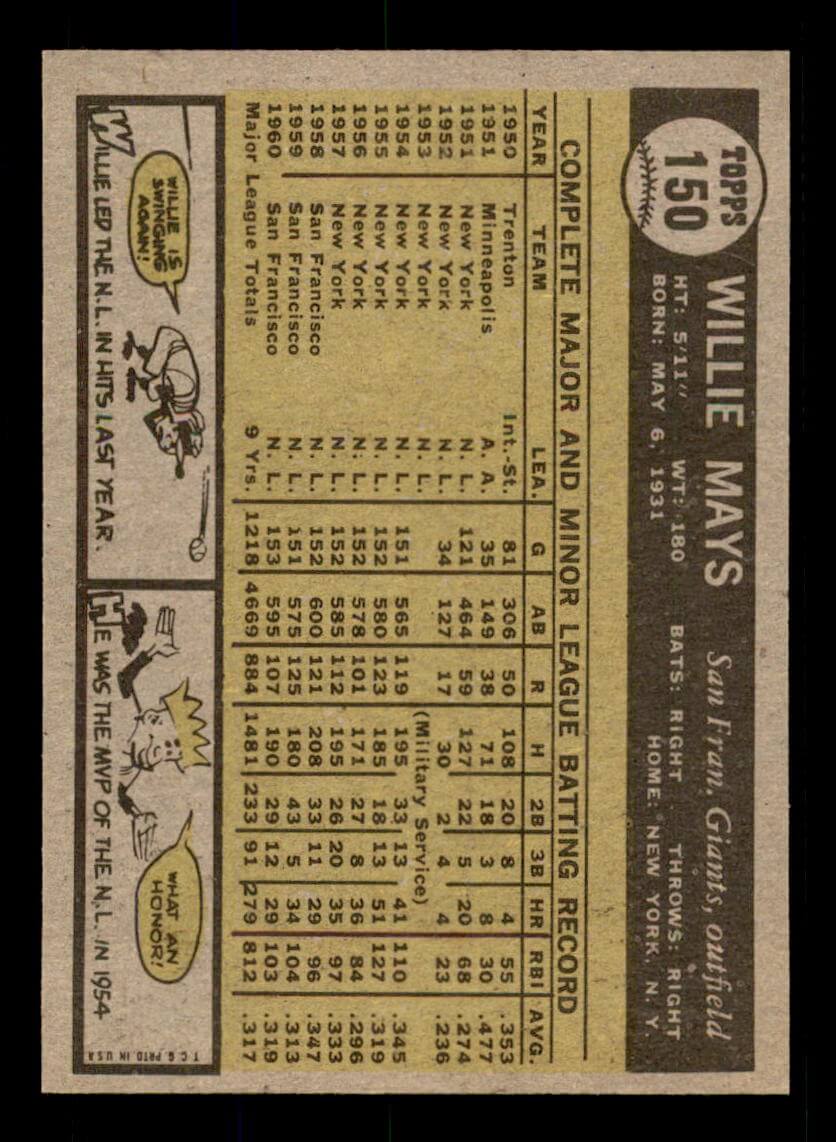 TOPPS
150
WILLIE MAYS San Fran. Giants, outfield
HT: 5'11" WT: 180 BATS: RIGHT THROWS: RIGHT
BORN: MAY 6, 1931 HOME: NEW YORK, N. Y.
COMPLETE MAJOR AND MINOR LEAGUE BATTING RECORD
YEAR TEAM LEA. G AB R H 2B 3B HR RBI AVG.
1950 Trenton Int.-St. 81 306 50 108 20 8 4 55 .353
1951 Minneapolis A. A. 35 149 38 71 18 3 8 30 .477
1951 New York N. L. 121 464 59 127 22 5 20 68 .274
1952 New York N. L. 34 127 17 30 2 4 4 23 .236
1953 New York N. L. (Military Service)
1954 New York N. L. 151 565 119 195 33 13 41 110 .345
1955 New York N. L. 152 580 123 185 18 13 51 127 .319
1956 New York N. L. 152 578 101 171 27 8 36 84 .296
1957 New York N. L. 152 585 112 195 26 20 35 97 .333
1958 San Francisco N. L. 152 600 121 208 33 11 29 96 .347
1959 San Francisco N. L. 151 575 125 180 43 5 34 104 .313
1960 San Francisco N. L. 153 595 107 190 29 12 29 103 .319
Major League Totals 9 Yrs. 1218 4669 884 1481 233 91 279 812 .317
WILLIE IS
SWINGING
AGAIN!
WILLIE LED THE N.L. IN HITS LAST YEAR.
WHAT AN
HONOR!
HE WAS THE MVP OF THE N.L. IN 1954
T.C.G. PRTD. IN U.S.A.